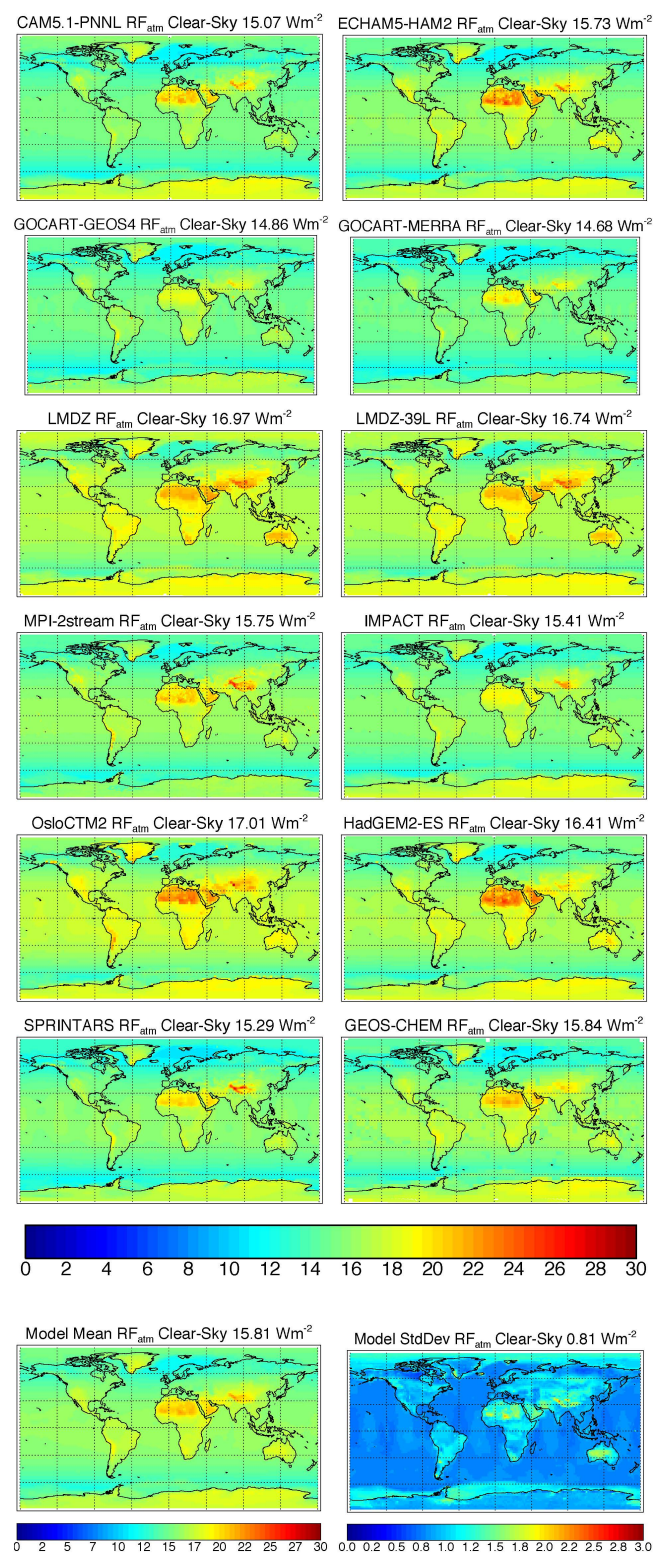 CAM5.1-PNNL RFatm Clear-Sky 15.07 Wm-2
ECHAM5-HAM2 RFatm Clear-Sky 15.73 Wm-2
GOCART-GEOS4 RFatm Clear-Sky 14.86 Wm-2
GOCART-MERRA RFatm Clear-Sky 14.68 Wm-2
LMDZ RFatm Clear-Sky 16.97 Wm-2
LMDZ-39L RFatm Clear-Sky 16.74 Wm-2
MPI-2stream RFatm Clear-Sky 15.75 Wm-2
IMPACT RFatm Clear-Sky 15.41 Wm-2
OsloCTM2 RFatm Clear-Sky 17.01 Wm-2
HadGEM2-ES RFatm Clear-Sky 16.41 Wm-2
SPRINTARS RFatm Clear-Sky 15.29 Wm-2
GEOS-CHEM RFatm Clear-Sky 15.84 Wm-2
0 2 4 6 8 10 12 14 16 18 20 22 24 26 28 30
Model Mean RFatm Clear-Sky 15.81 Wm-2
Model StdDev RFatm Clear-Sky 0.81 Wm-2
0 2 5 7 10 12 15 17 20 22 25 27 30
0.0 0.2 0.5 0.8 1.0 1.2 1.5 1.8 2.0 2.2 2.5 2.8 3.0